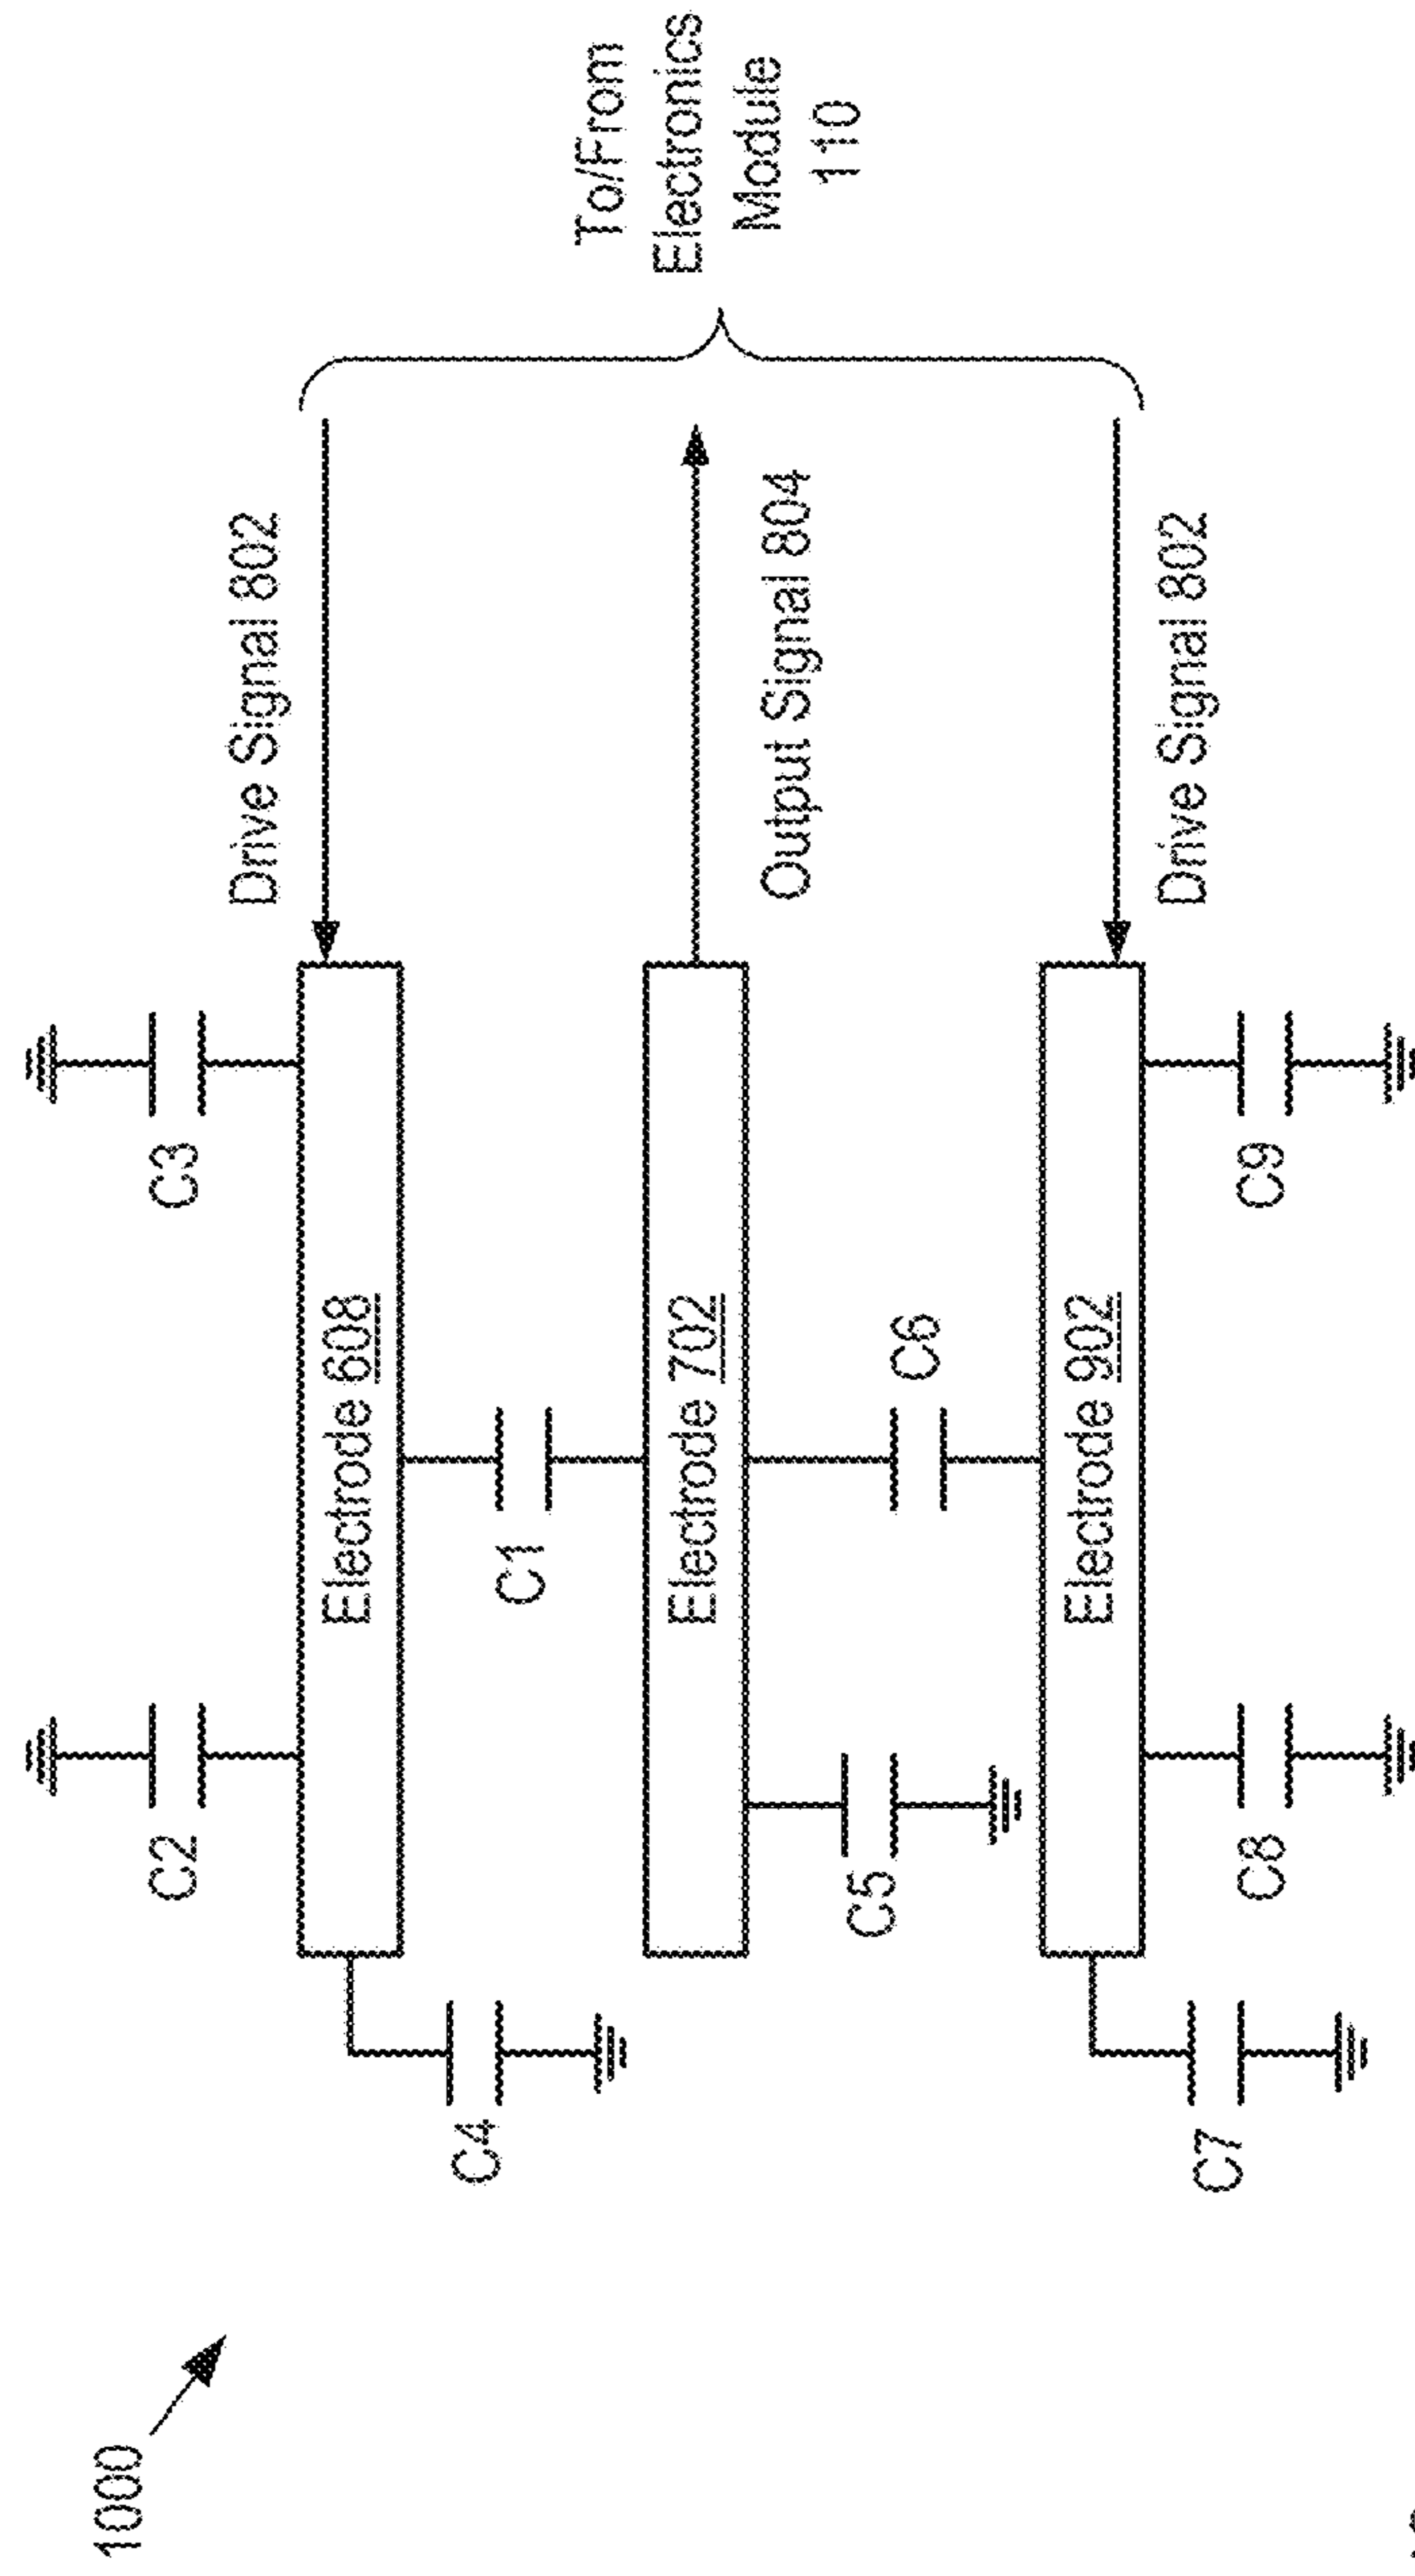 1000
C2
C3
Drive Signal 802
C4
Electrode 608
C1
To/From
Electronics
Module
110
Electrode 702
Output Signal 804
C5
C6
Electrode 902
Drive Signal 802
C7
C8
C9